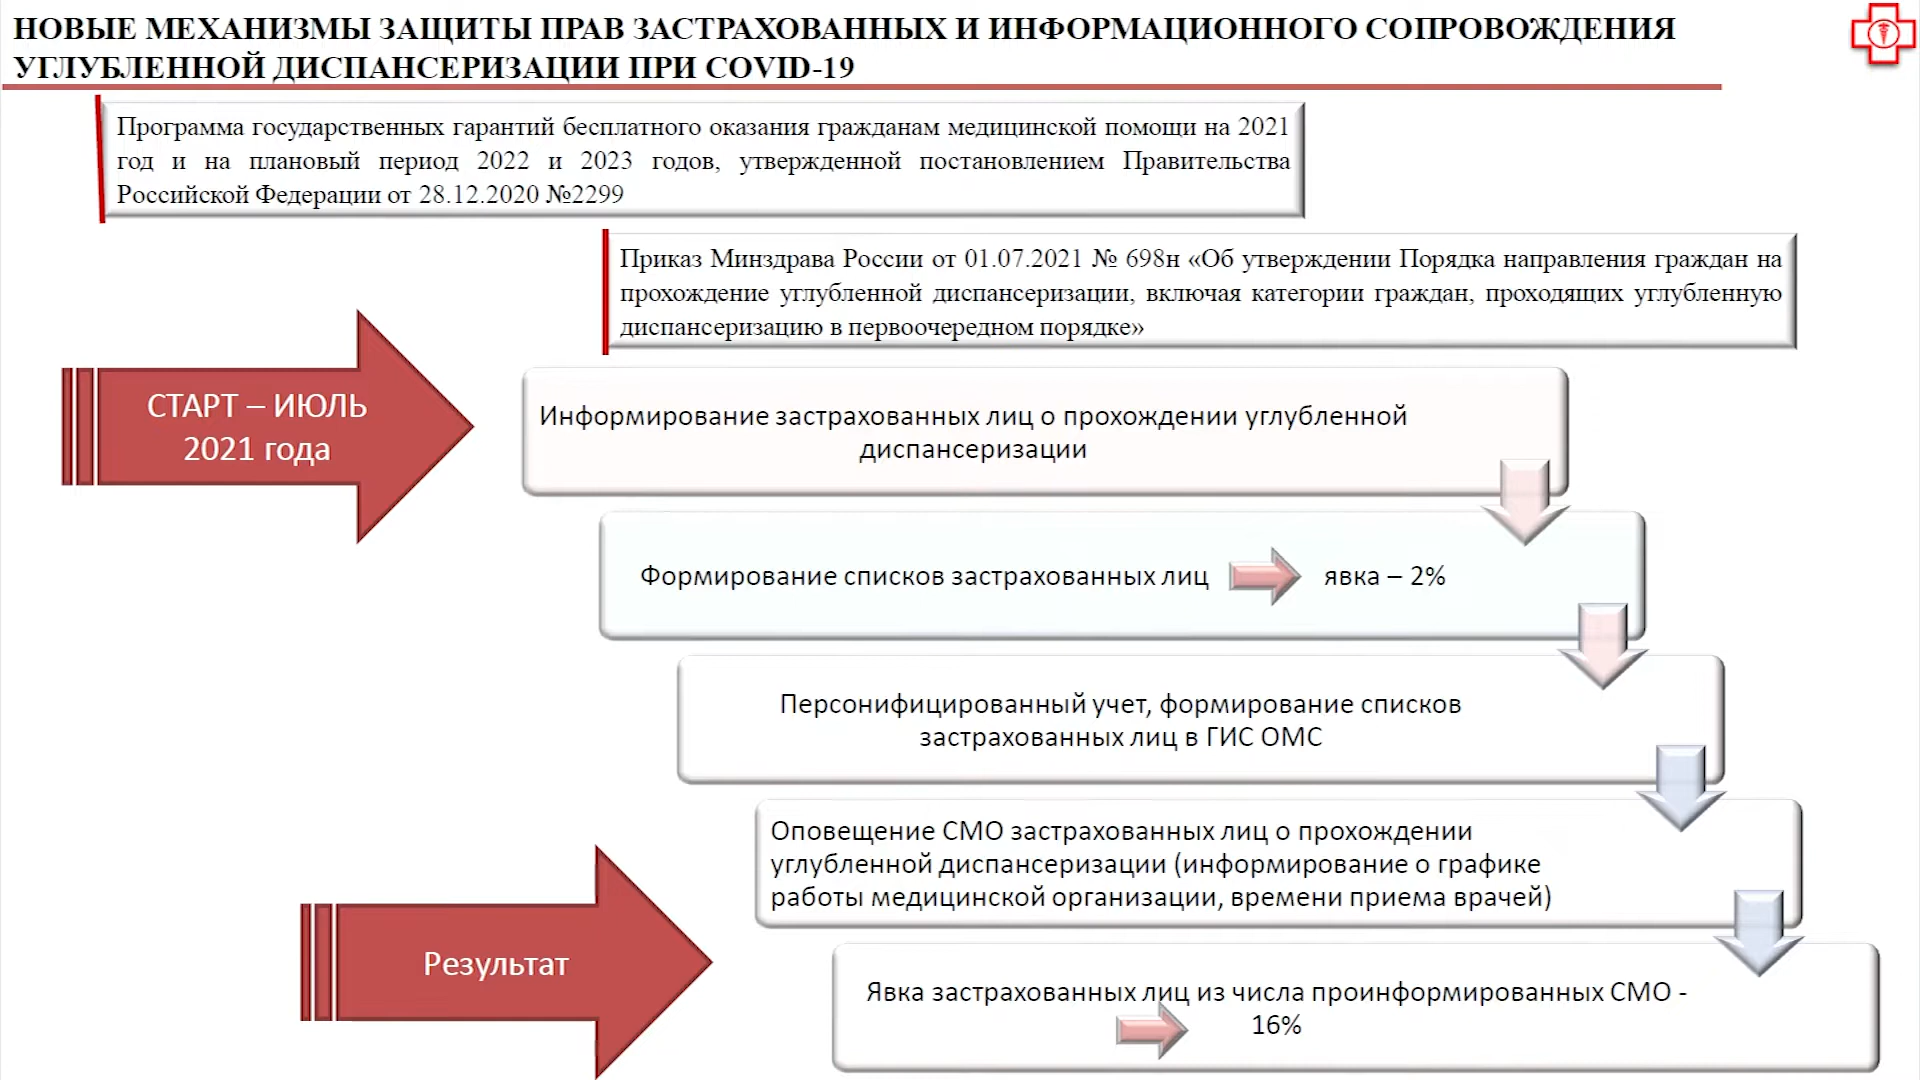 НОВЫЕ МЕХАНИЗМЫ ЗАЩИТЫ ПРАВ ЗАСТРАХОВАННЫХ И ИНФОРМАЦИОННОГО СОПРОВОЖДЕНИЯ
УГЛУБЛЕННОЙ ДИСПАНСЕРИЗАЦИИ ПРИ COVID-19
Программа государственных гарантий бесплатного оказания гражданам медицинской помощи на 2021
год и на плановый период 2022 и 2023 годов, утвержденной постановлением Правительства
Российской Федерации от 28.12.2020 №2299
Приказ Минздрава России от 01.07.2021 № 698н «Об утверждении Порядка направления граждан на
прохождение углубленной диспансеризации, включая категории граждан, проходящих углубленную
диспансеризацию в первоочередном порядке»
СТАРТ – ИЮЛЬ
2021 года
Информирование застрахованных лиц о прохождении углубленной
диспансеризации
Формирование списков застрахованных лиц явка – 2%
Персонифицированный учет, формирование списков
застрахованных лиц в ГИС ОМС
Оповещение СМО застрахованных лиц о прохождении
углубленной диспансеризации (информирование о графике
работы медицинской организации, времени приема врачей)
Результат
Явка застрахованных лиц из числа проинформированных СМО -
16%